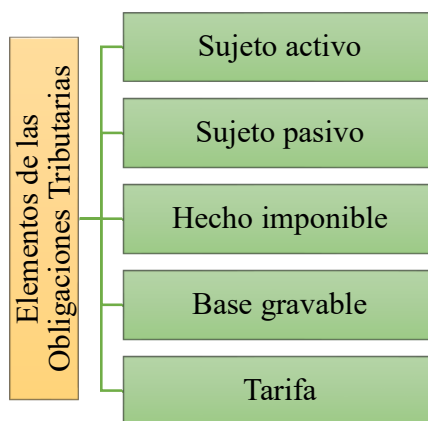 Elementos de las
Obligaciones Tributarias
Sujeto activo
Sujeto pasivo
Hecho imponible
Base gravable
Tarifa